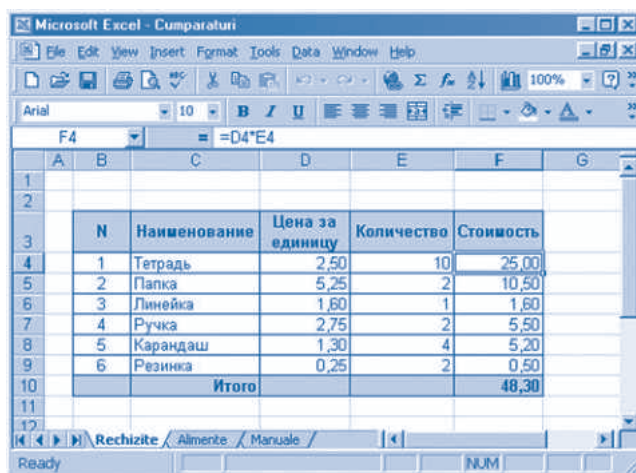 Microsoft Excel - Cumparaturi
File Edit View Insert Format Tools Data Window Help
100%
Arial 10 B I U
F4 = =D4*E4
A B C D E F G
1
2
3 N Наименование Цена за единицу Количество Стоимость
4 1 Тетрадь 2,50 10 25,00
5 2 Папка 5,25 2 10,50
6 3 Линейка 1,60 1 1,60
7 4 Ручка 2,75 2 5,50
8 5 Карандаш 1,30 4 5,20
9 6 Резинка 0,25 2 0,50
10 Итого 48,30
11
12
Rechizite Alimente Manuale
Ready NUM